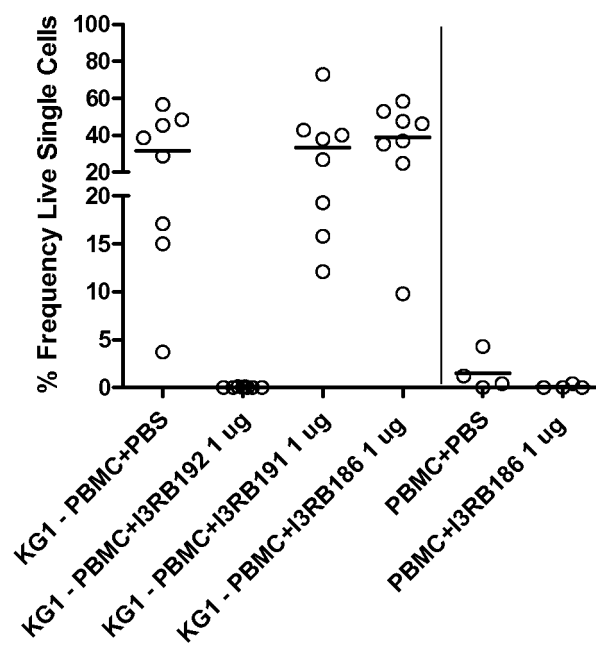 % Frequency Live Single Cells
100
80
60
40
20
20
15
10
5
0
KG1 - PBMC+PBS
KG1 - PBMC+I3RB192 1 ug
KG1 - PBMC+I3RB191 1 ug
KG1 - PBMC+I3RB186 1 ug
PBMC+PBS
PBMC+I3RB186 1 ug